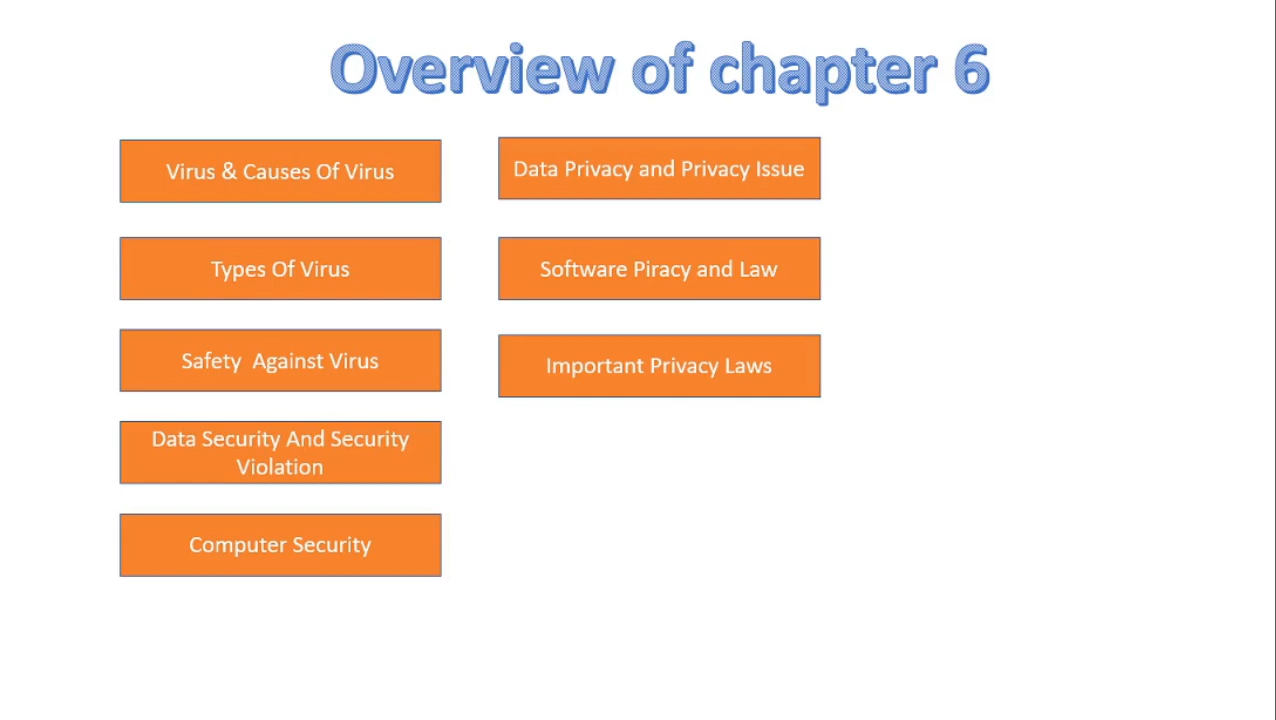 Overview of chapter 6
Virus & Causes Of Virus
Types Of Virus
Safety  Against Virus
Data Security And Security
Violation
Computer Security
Data Privacy and Privacy Issue
Software Piracy and Law
Important Privacy Laws